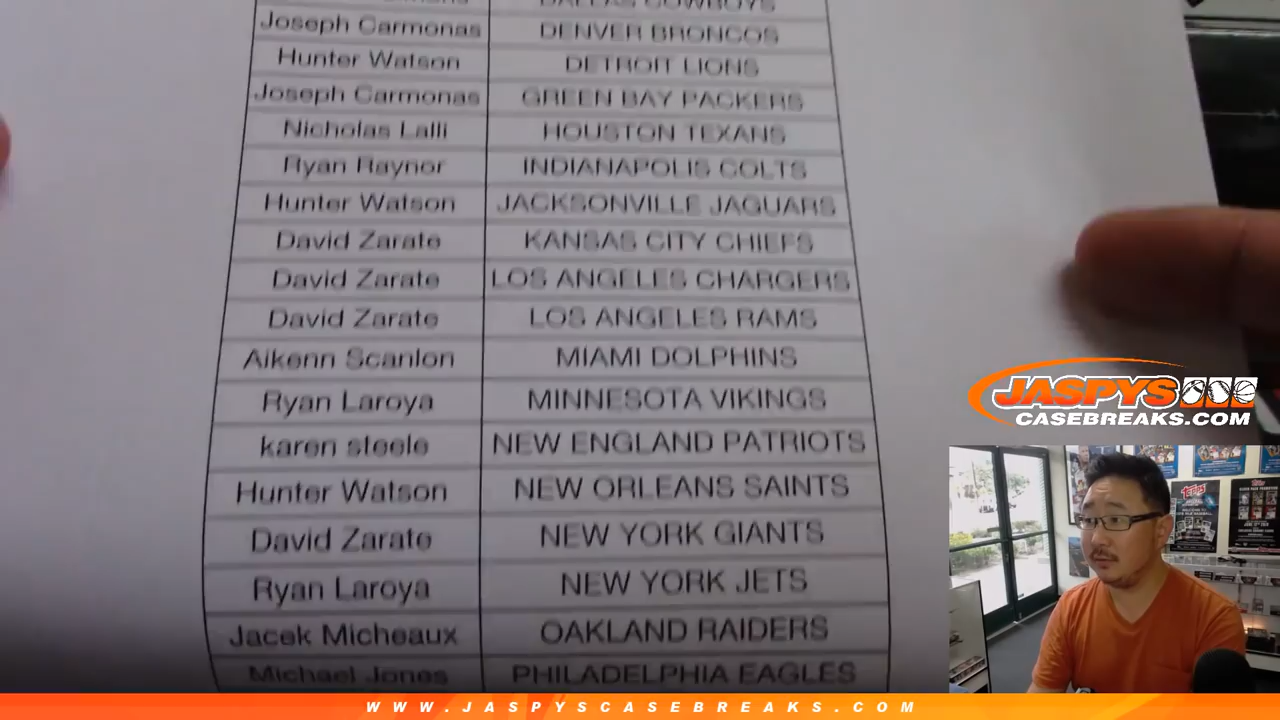 DALLAS COWBOYS
Joseph Carmonas DENVER BRONCOS
Hunter Watson DETROIT LIONS
Joseph Carmonas GREEN BAY PACKERS
Nicholas Lalli HOUSTON TEXANS
Ryan Raynor INDIANAPOLIS COLTS
Hunter Watson JACKSONVILLE JAGUARS
David Zarate KANSAS CITY CHIEFS
David Zarate LOS ANGELES CHARGERS
David Zarate LOS ANGELES RAMS
Aikenn Scanlon MIAMI DOLPHINS
Ryan Laroya MINNESOTA VIKINGS
karen steele NEW ENGLAND PATRIOTS
Hunter Watson NEW ORLEANS SAINTS
David Zarate NEW YORK GIANTS
Ryan Laroya NEW YORK JETS
Jacek Micheaux OAKLAND RAIDERS
Michael Jones PHILADELPHIA EAGLES
JASPYS
CASEBREAKS.COM
Topps
WWW.JASPYSCASEBREAKS.COM